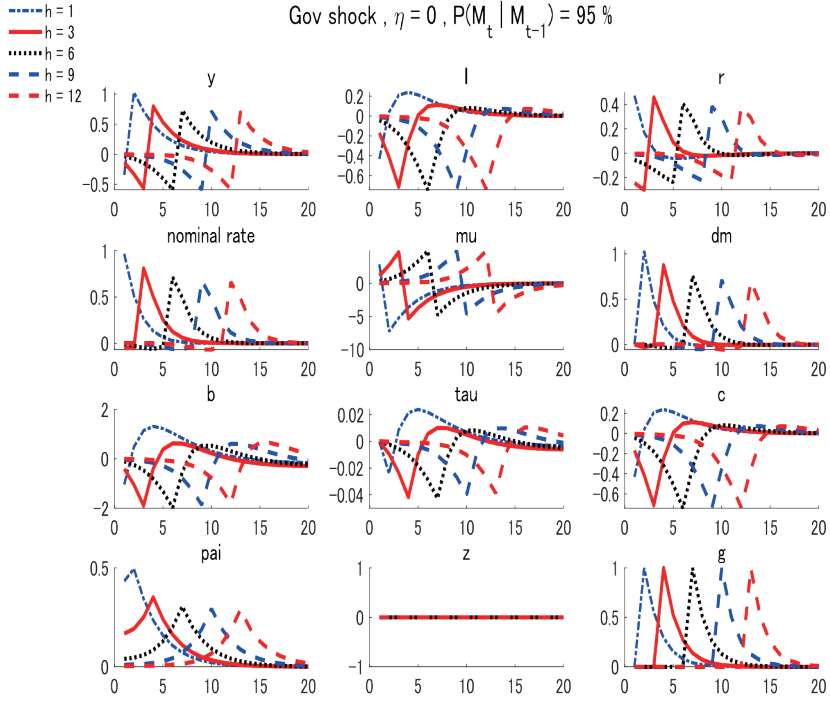 Gov shock , η = 0 , P(M_t | M_{t-1}) = 95 %
h = 1
h = 3
h = 6
h = 9
h = 12
y
l
r
1
0.5
0
-0.5
0.2
0
-0.2
-0.4
-0.6
0.4
0.2
0
-0.2
0 5 10 15 20
0 5 10 15 20
0 5 10 15 20
nominal rate
mu
dm
1
0.5
0
5
0
-5
-10
1
0.5
0
0 5 10 15 20
0 5 10 15 20
0 5 10 15 20
b
tau
c
2
0
-2
0.02
0
-0.02
-0.04
0.2
0
-0.2
-0.4
-0.6
0 5 10 15 20
0 5 10 15 20
0 5 10 15 20
pai
z
g
0.5
0
1
0
-1
1
0.5
0
0 5 10 15 20
0 5 10 15 20
0 5 10 15 20